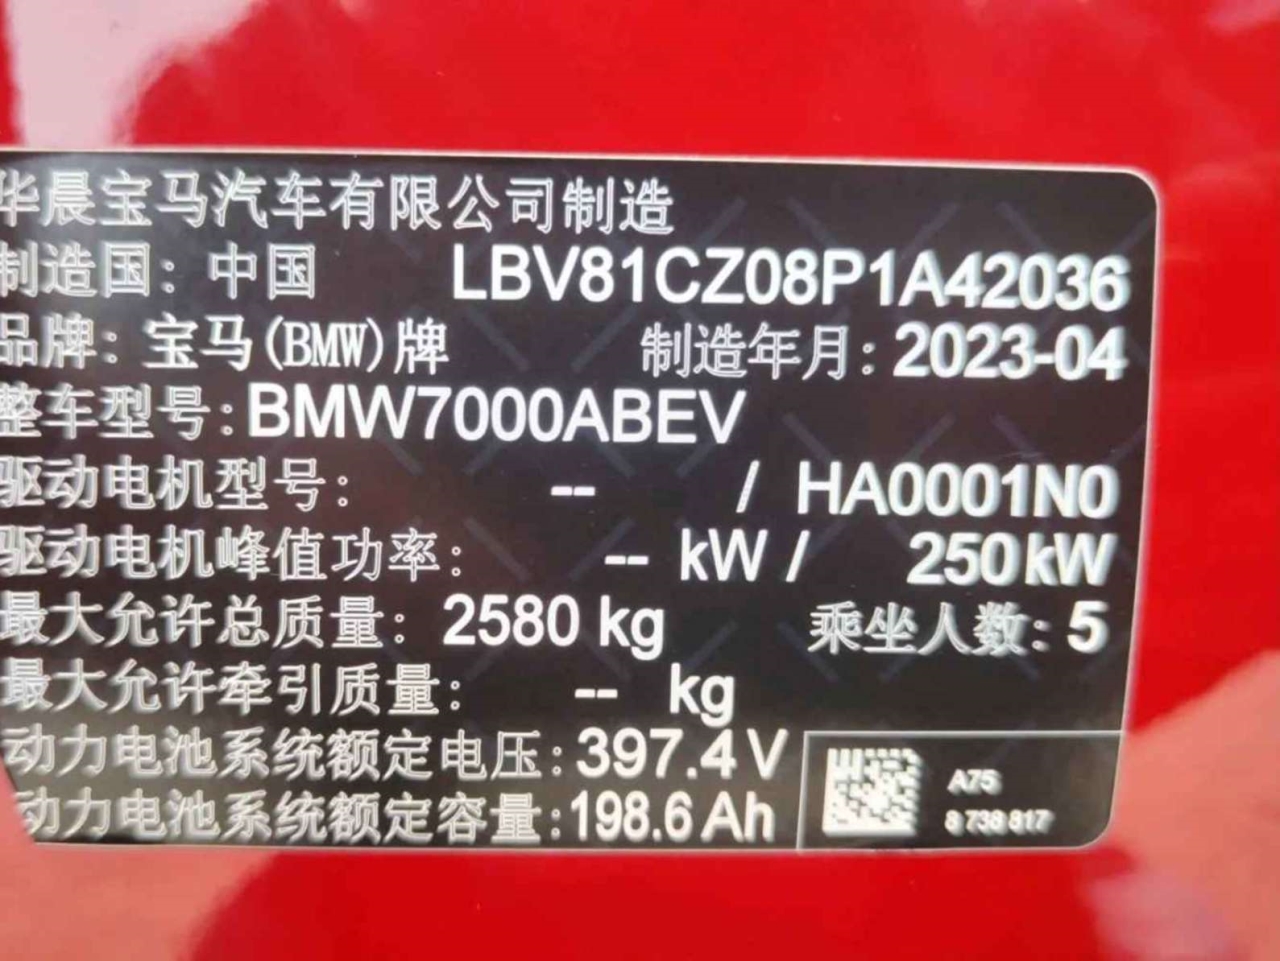 华晨宝马汽车有限公司制造
制造国：中国 LBV81CZ08P1A42036
品牌：宝马(BMW)牌 制造年月：2023-04
整车型号：BMW7000ABEV
驱动电机型号： -- / HA0001N0
驱动电机峰值功率： -- kW / 250kW
最大允许总质量：2580 kg 乘坐人数：5
最大允许牵引质量： -- kg
动力电池系统额定电压：397.4 V
动力电池系统额定容量：198.6 Ah
A75
8 738 817